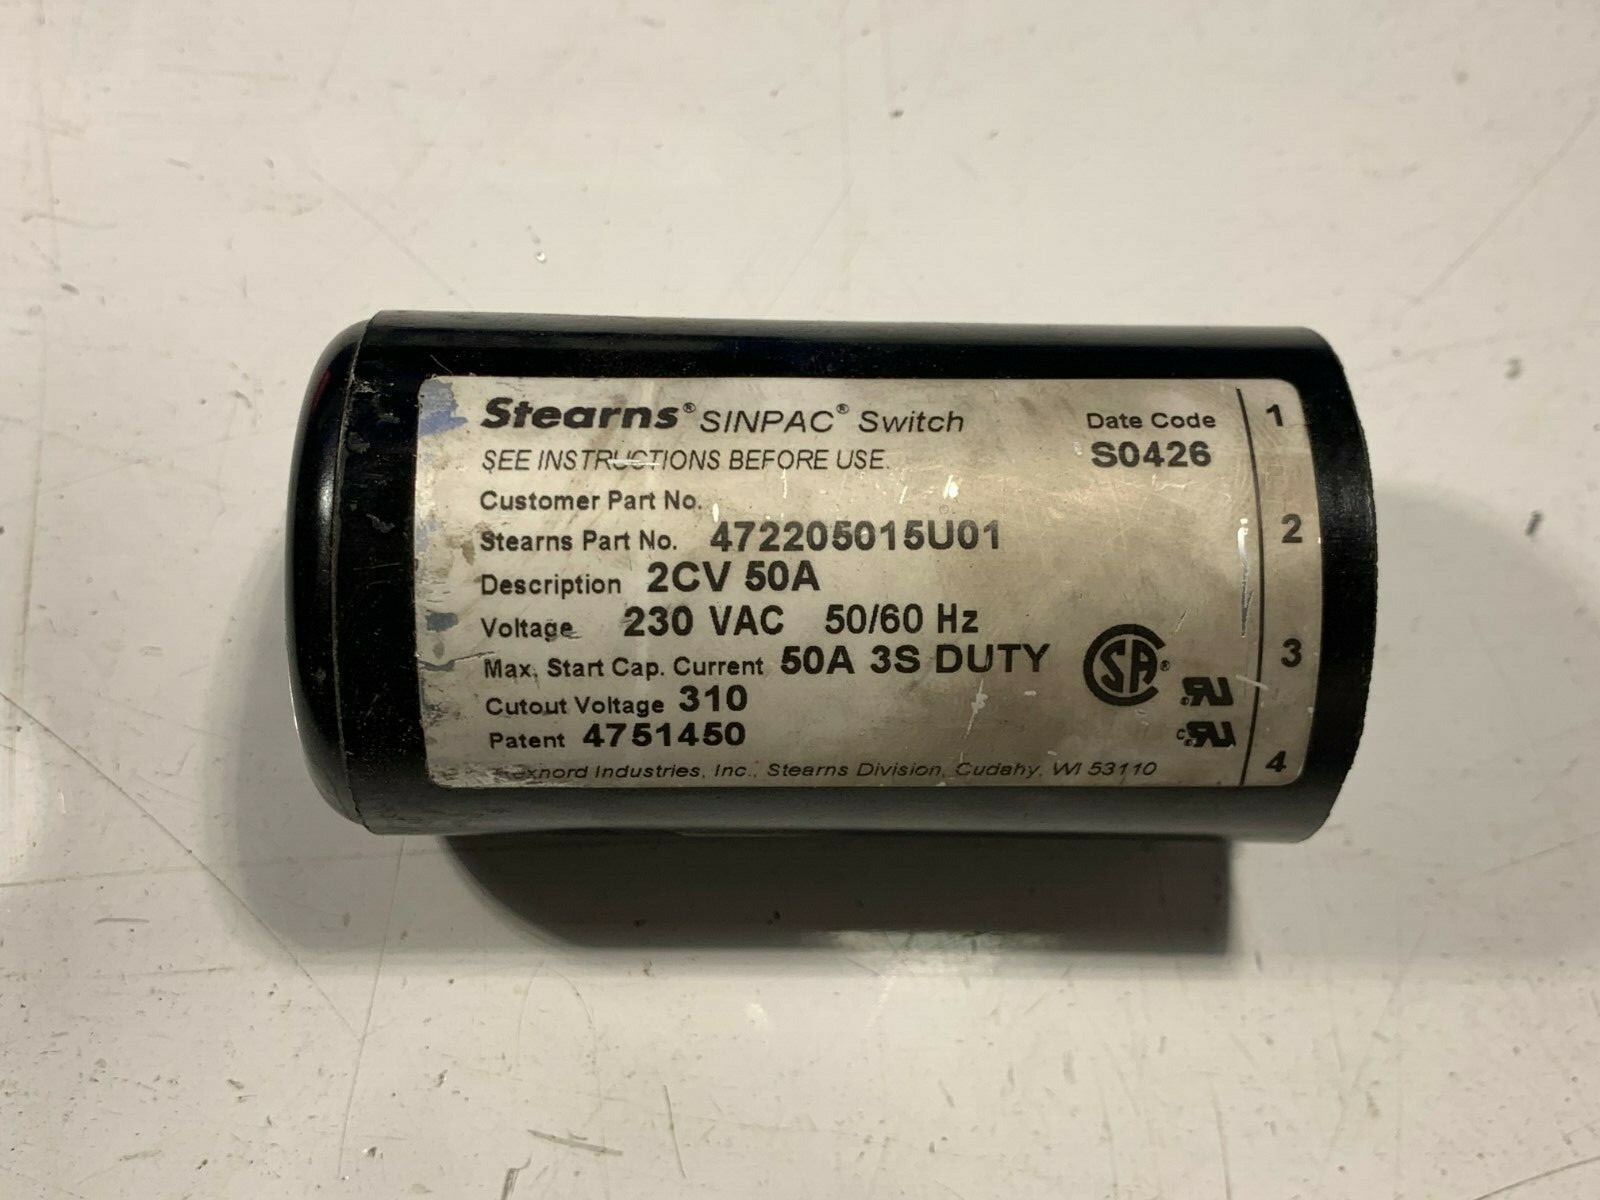 Stearns® SINPAC® Switch
Date Code
S0426
SEE INSTRUCTIONS BEFORE USE.
Customer Part No.
Stearns Part No. 472205015U01
Description 2CV 50A
Voltage 230 VAC 50/60 Hz
Max. Start Cap. Current 50A 3S DUTY
Cutout Voltage 310
Patent 4751450
Industries, Inc., Stearns Division, Cudahy, WI 53110
1
2
3
4
SA®